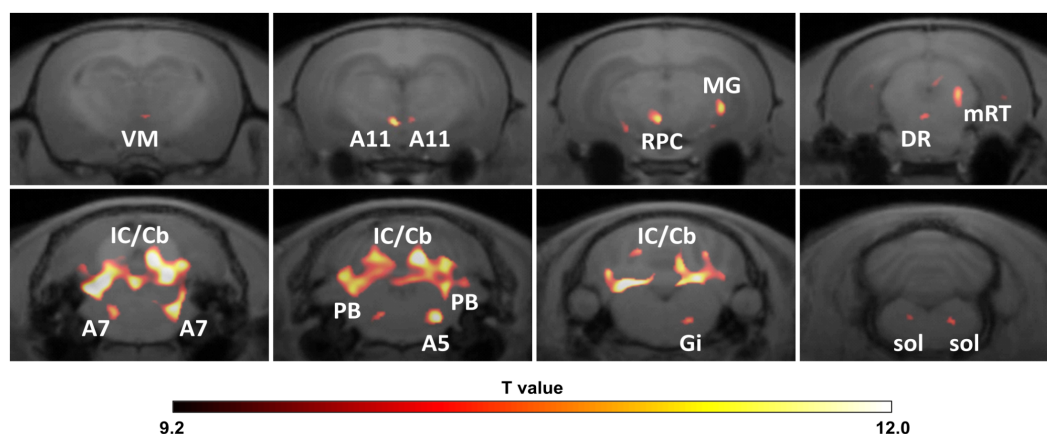 VM
A11 A11
RPC
MG
DR
mRT
IC/Cb
A7 A7
IC/Cb
PB PB
A5
IC/Cb
Gi
sol sol
T value
9.2 12.0